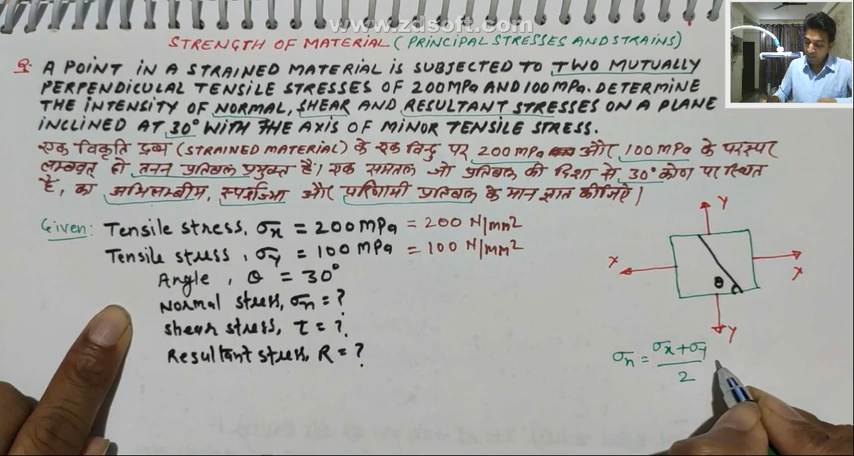 www.zdsoft.com
STRENGTH OF MATERIAL (PRINCIPAL STRESSES AND STRAINS)
Q. A POINT IN A STRAINED MATERIAL IS SUBJECTED TO TWO MUTUALLY
PERPENDICULAR TENSILE STRESSES OF 200MPa AND 100MPa. DETERMINE
THE INTENSITY OF NORMAL, SHEAR AND RESULTANT STRESSES ON A PLANE
INCLINED AT 30° WITH THE AXIS OF MINOR TENSILE STRESS.
एक विकृति द्रव्य (STRAINED MATERIAL) के एक बिन्दु पर 200 MPa और 100 MPa के परस्पर
लम्बवत् दो तनन प्रतिबल प्रयुक्त हैं। एक समतल जो प्रतिबल की दिशा से 30° कोण पर स्थित
है, का अभिलम्बीय, स्पर्शीय और परिणामी प्रतिबल के मान ज्ञात कीजिए।
Given: Tensile stress, σx = 200 MPa = 200 N/mm²
Tensile stress, σy = 100 MPa = 100 N/mm²
Angle, θ = 30°
Normal stress, σn = ?
Shear stress, τ = ?
Resultant stress, R = ?
Y
X
X
θ
Y
σn = σx + σy
2